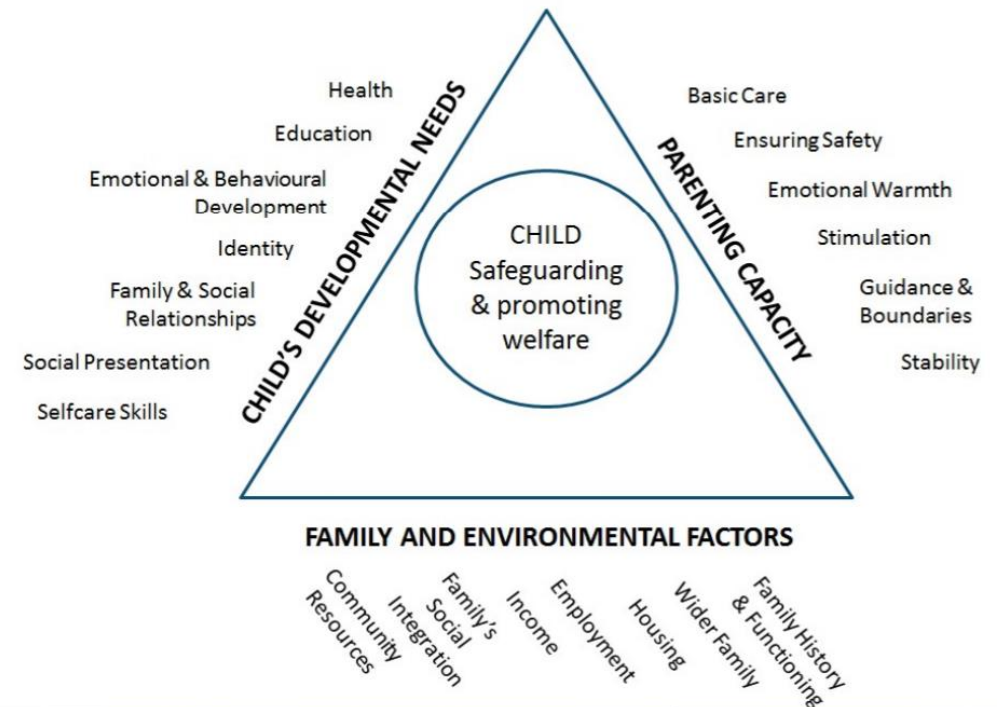 Health
Education
Emotional & Behavioural
Development
Identity
Family & Social
Relationships
Social Presentation
Selfcare Skills
CHILD'S DEVELOPMENTAL NEEDS
CHILD
Safeguarding
& promoting
welfare
PARENTING CAPACITY
Basic Care
Ensuring Safety
Emotional Warmth
Stimulation
Guidance &
Boundaries
Stability
FAMILY AND ENVIRONMENTAL FACTORS
Community
Resources
Family's
Social
Integration
Income
Employment
Housing
Wider Family
Family History
& Functioning